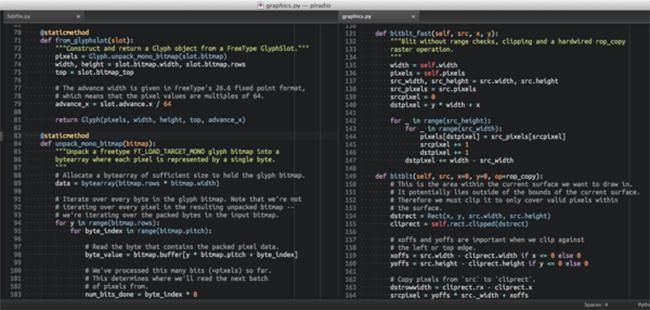 graphics.py — piradio
fabfile.py
70 @staticmethod
71 def from_glyphslot(slot):
72 """Construct and return a Glyph object from a FreeType GlyphSlot."""
73 pixels = Glyph.unpack_mono_bitmap(slot.bitmap)
74 width, height = slot.bitmap.width, slot.bitmap.rows
75 top = slot.bitmap_top
76
77 # The advance width is given in FreeType's 26.6 fixed point format,
78 # which means that the pixel values are multiples of 64.
79 advance_x = slot.advance.x / 64
80
81 return Glyph(pixels, width, height, top, advance_x)
82
83 @staticmethod
84 def unpack_mono_bitmap(bitmap):
85 """Unpack a freetype FT_LOAD_TARGET_MONO glyph bitmap into a
86 bytearray where each pixel is represented by a single byte.
87 """
88 # Allocate a bytearray of sufficient size to hold the glyph bitmap.
89 data = bytearray(bitmap.rows * bitmap.width)
90
91 # Iterate over every byte in the glyph bitmap. Note that we're not
92 # iterating over every pixel in the resulting unpacked bitmap --
93 # we're iterating over the packed bytes in the input bitmap.
94 for y in range(bitmap.rows):
95 for byte_index in range(bitmap.pitch):
96
97 # Read the byte that contains the packed pixel data.
98 byte_value = bitmap.buffer[y * bitmap.pitch + byte_index]
99
100 # We've processed this many bits (=pixels) so far.
101 # This determines where we'll read the next batch
102 # of pixels from.
103 num_bits_done = byte_index * 8
graphics.py
130
131 def bitblt_fast(self, src, x, y):
132 """Blit without range checks, clipping and a hardwired rop_copy
133 raster operation.
134 """
135 width = self.width
136 pixels = self.pixels
137 src_width, src_height = src.width, src.height
138 src_pixels = src.pixels
139 srcpixel = 0
140 dstpixel = y * width + x
141
142 for _ in range(src_height):
143 for _ in range(src_width):
144 pixels[dstpixel] = src_pixels[srcpixel]
145 srcpixel += 1
146 dstpixel += 1
147 dstpixel += width - src_width
148
149 def bitblt(self, src, x=0, y=0, op=rop_copy):
150 # This is the area within the current surface we want to draw in.
151 # It potentially lies outside of the bounds of the current surface.
152 # Therefore we must clip it to only cover valid pixels within
153 # the surface.
154 dstrect = Rect(x, y, src.width, src.height)
155 cliprect = self.rect.clipped(dstrect)
156
157 # xoffs and yoffs are important when we clip against
158 # the left or top edge.
159 xoffs = src.width - cliprect.width if x <= 0 else 0
160 yoffs = src.height - cliprect.height if y <= 0 else 0
161
162 # Copy pixels from `src` to `cliprect`.
163 dstrowwidth = cliprect.rx - cliprect.x
164 srcpixel = yoffs * src.width + xoffs
Spaces: 4